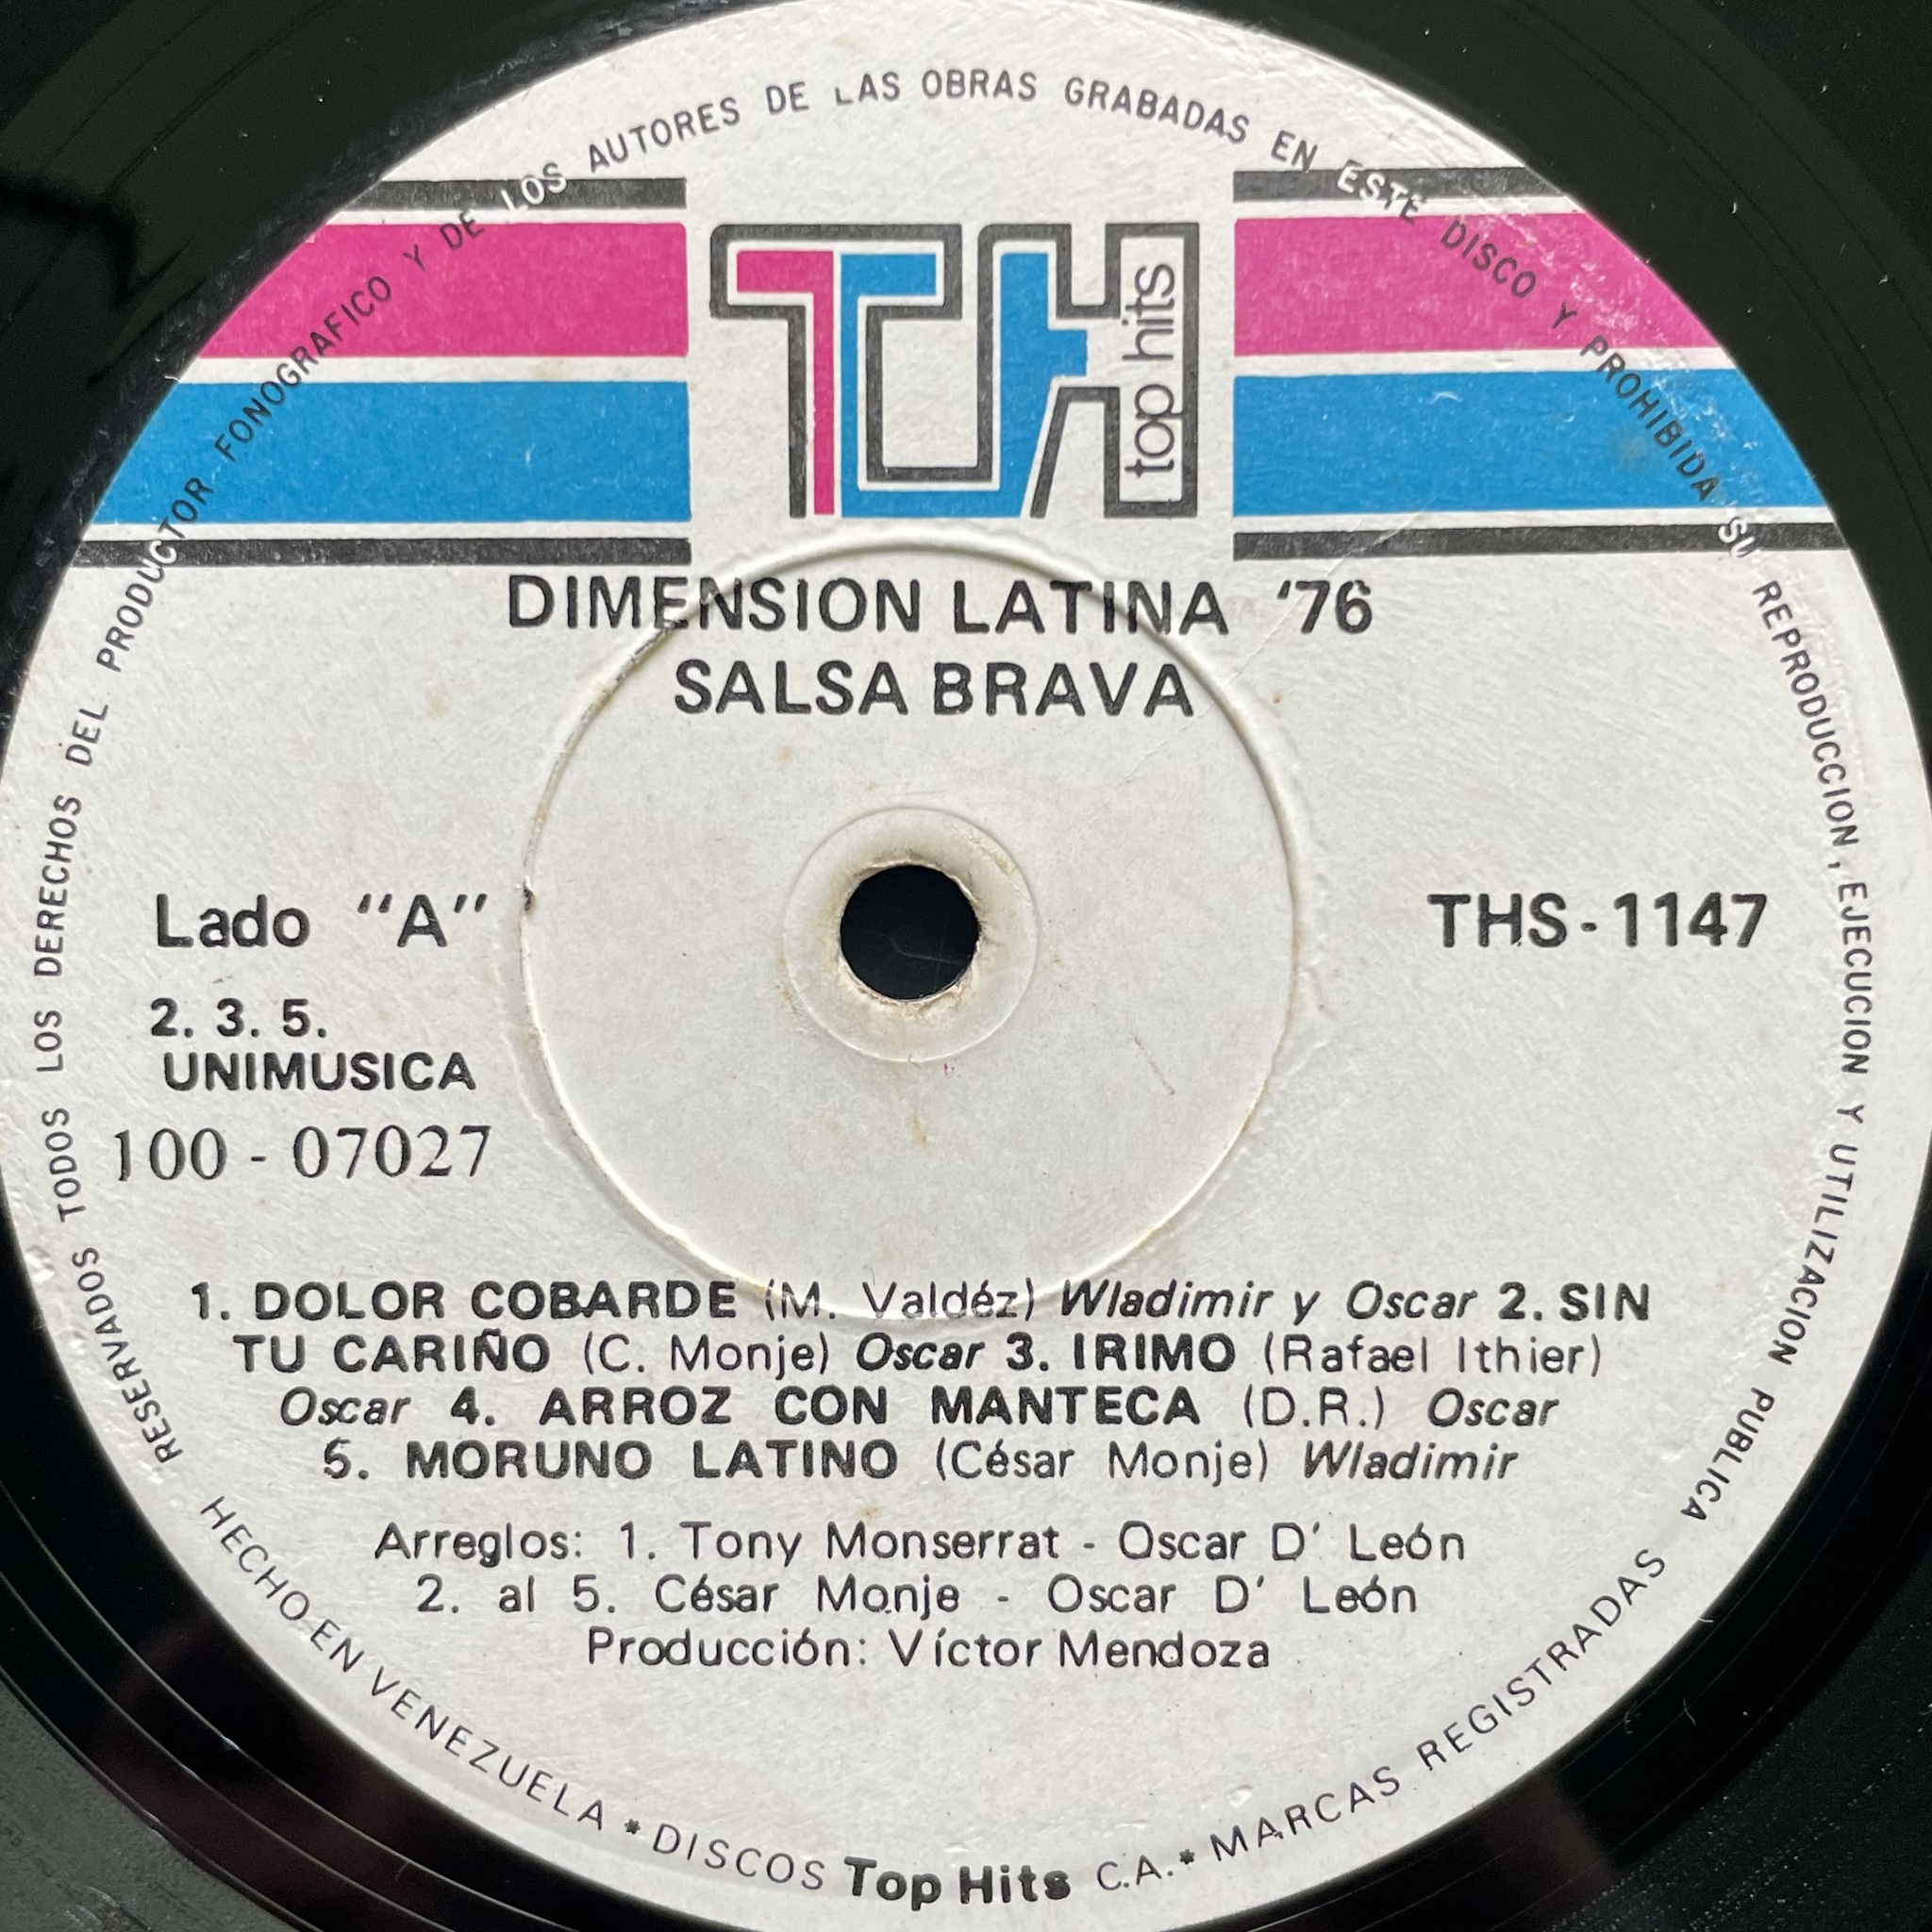 RESERVADOS TODOS LOS DERECHOS DEL PRODUCTOR FONOGRAFICO Y DE LOS AUTORES DE LAS OBRAS GRABADAS EN ESTE DISCO Y PROHIBIDA SU REPRODUCCION, EJECUCION Y UTILIZACION PUBLICA
TH top hits
DIMENSION LATINA '76
SALSA BRAVA
Lado "A"
THS-1147
2. 3. 5.
UNIMUSICA
100 - 07027
1. DOLOR COBARDE (M. Valdéz) Wladimir y Oscar 2. SIN
TU CARIÑO (C. Monje) Oscar 3. IRIMO (Rafael Ithier)
Oscar 4. ARROZ CON MANTECA (D.R.) Oscar
5. MORUNO LATINO (César Monje) Wladimir
Arreglos: 1. Tony Monserrat - Oscar D' León
2. al 5. César Monje - Oscar D' León
Producción: Víctor Mendoza
HECHO EN VENEZUELA * DISCOS Top Hits C.A. * MARCAS REGISTRADAS